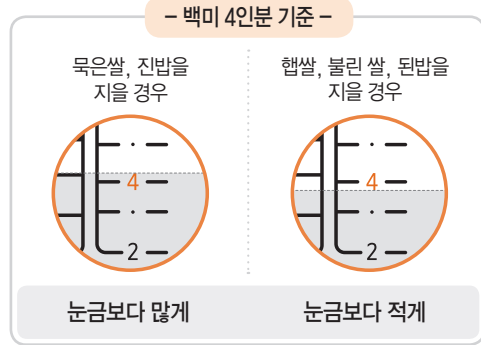 – 백미 4인분 기준 –
묵은쌀, 진밥을
지을 경우
4
2
눈금보다 많게
햅쌀, 불린 쌀, 된밥을
지을 경우
4
2
눈금보다 적게